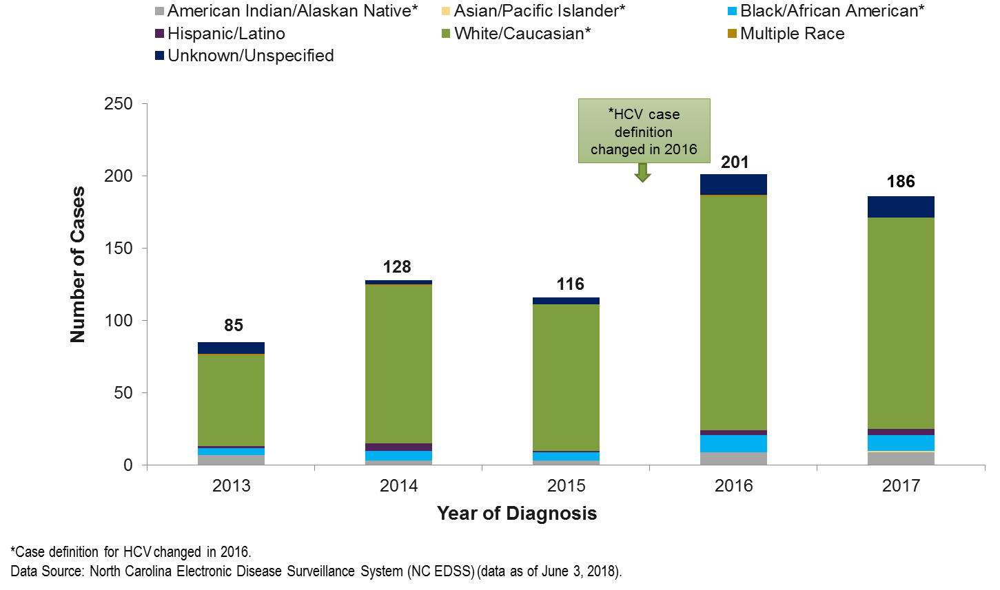 American Indian/Alaskan Native*
Asian/Pacific Islander*
Black/African American*
Hispanic/Latino
White/Caucasian*
Multiple Race
Unknown/Unspecified
250
200
150
100
50
0
Number of Cases
*HCV case
definition
changed in 2016
85
128
116
201
186
2013
2014
2015
2016
2017
Year of Diagnosis
*Case definition for HCV changed in 2016.
Data Source: North Carolina Electronic Disease Surveillance System (NC EDSS) (data as of June 3, 2018).